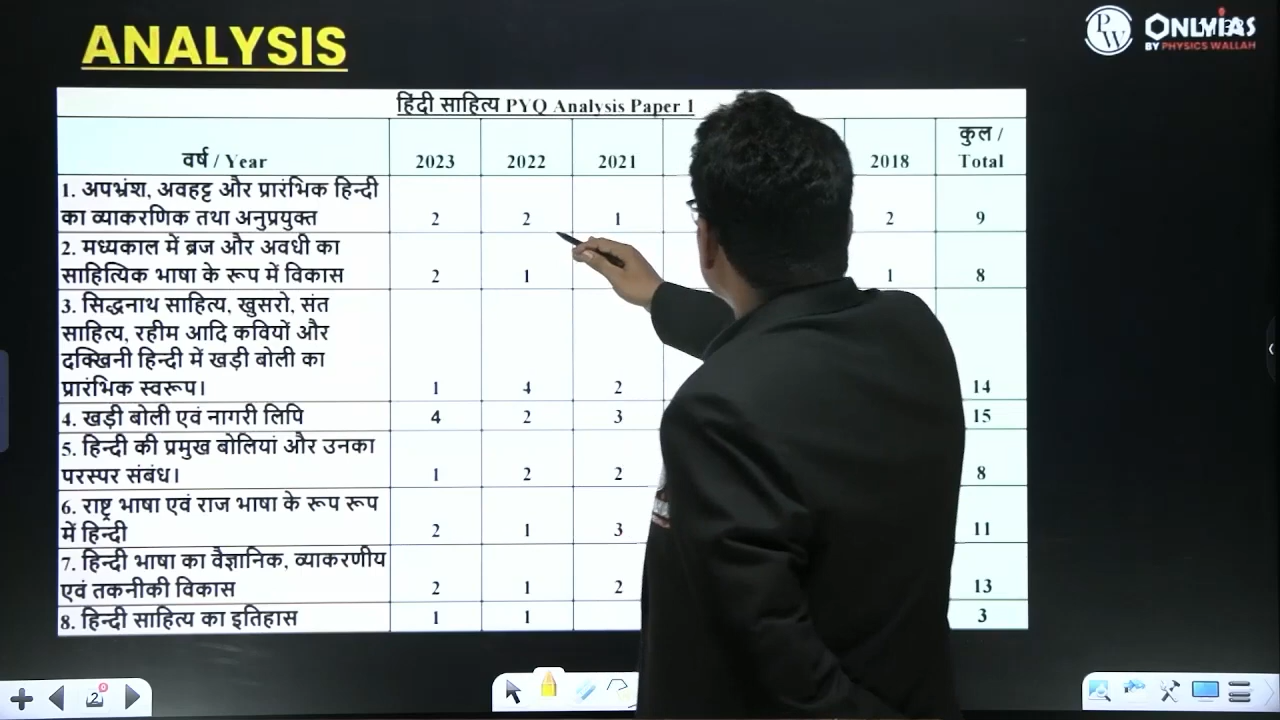 ANALYSIS
PW
ONLYIAS
BY PHYSICS WALLAH
हिंदी साहित्य PYQ Analysis Paper 1
वर्ष / Year 2023 2022 2021 2018 कुल / Total
1. अपभ्रंश, अवहट्ट और प्रारंभिक हिन्दी
का व्याकरणिक तथा अनुप्रयुक्त 2 2 1 2 9
2. मध्यकाल में ब्रज और अवधी का
साहित्यिक भाषा के रूप में विकास 2 1 1 8
3. सिद्धनाथ साहित्य, खुसरो, संत
साहित्य, रहीम आदि कवियों और
दक्खिनी हिन्दी में खड़ी बोली का
प्रारंभिक स्वरूप। 1 4 2 14
4. खड़ी बोली एवं नागरी लिपि 4 2 3 15
5. हिन्दी की प्रमुख बोलियां और उनका
परस्पर संबंध। 1 2 2 8
6. राष्ट्र भाषा एवं राज भाषा के रूप रूप
में हिन्दी 2 1 3 11
7. हिन्दी भाषा का वैज्ञानिक, व्याकरणीय
एवं तकनीकी विकास 2 1 2 13
8. हिन्दी साहित्य का इतिहास 1 1 3
2